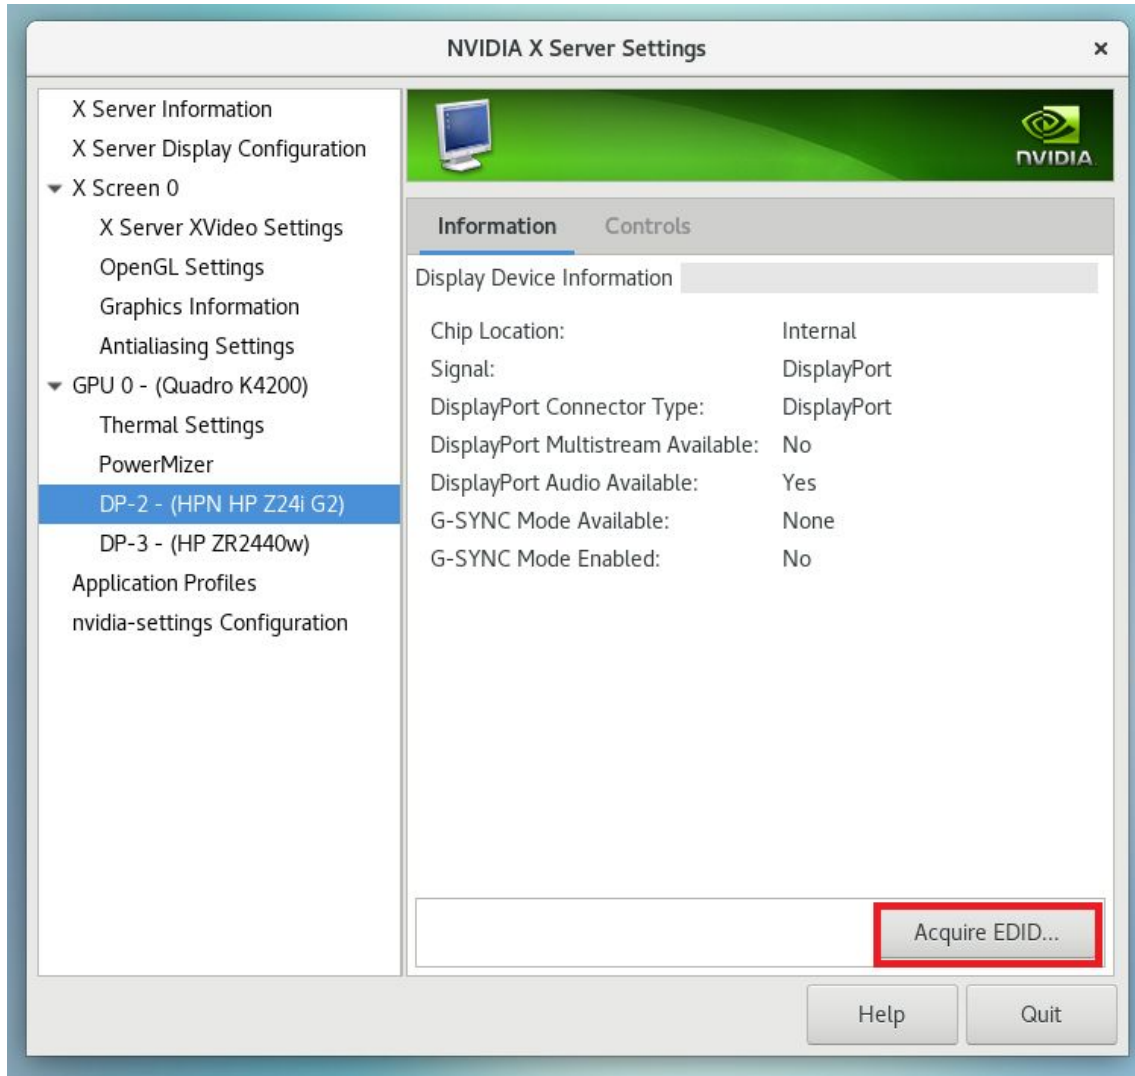 NVIDIA X Server Settings
×
X Server Information
X Server Display Configuration
X Screen 0
X Server XVideo Settings
OpenGL Settings
Graphics Information
Antialiasing Settings
GPU 0 - (Quadro K4200)
Thermal Settings
PowerMizer
DP-2 - (HPN HP Z24i G2)
DP-3 - (HP ZR2440w)
Application Profiles
nvidia-settings Configuration
NVIDIA
Information Controls
Display Device Information
Chip Location: Internal
Signal: DisplayPort
DisplayPort Connector Type: DisplayPort
DisplayPort Multistream Available: No
DisplayPort Audio Available: Yes
G-SYNC Mode Available: None
G-SYNC Mode Enabled: No
Acquire EDID...
Help Quit